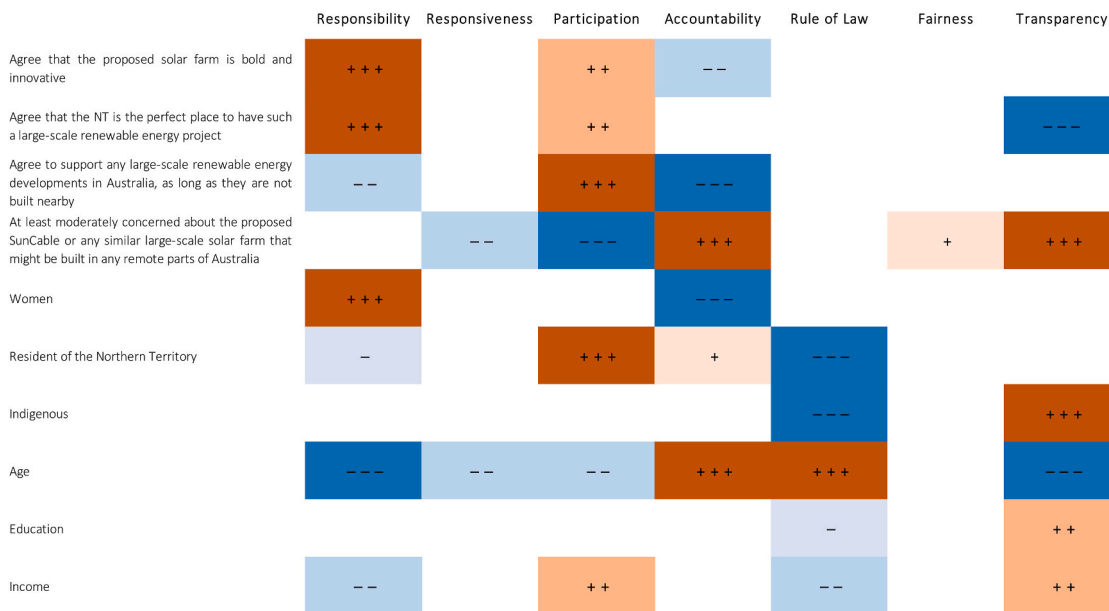 Responsibility Responsiveness Participation Accountability Rule of Law Fairness Transparency
Agree that the proposed solar farm is bold and
innovative
+ + + + + — —
Agree that the NT is the perfect place to have such
a large-scale renewable energy project
+ + + + + — — —
Agree to support any large-scale renewable energy
developments in Australia, as long as they are not
built nearby
— — + + + — — —
At least moderately concerned about the proposed
SunCable or any similar large-scale solar farm that
might be built in any remote parts of Australia
— — — — — + + + + + + +
Women + + + — — —
Resident of the Northern Territory — + + + + — — —
Indigenous — — — + + +
Age — — — — — — — + + + + + + — — —
Education — + +
Income — — + + — — + +